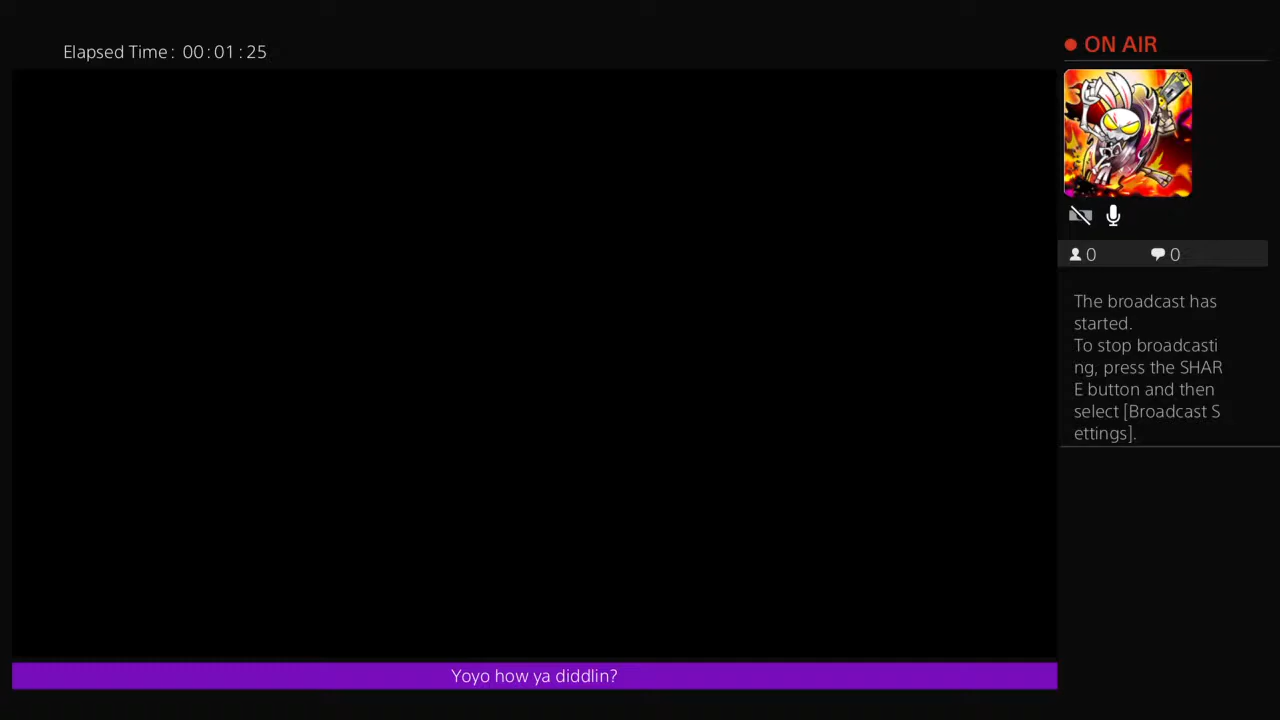 Elapsed Time: 00:01:25
ON AIR
0 0
The broadcast has
started.
To stop broadcasti
ng, press the SHAR
E button and then
select [Broadcast S
ettings].
Yoyo how ya diddlin?